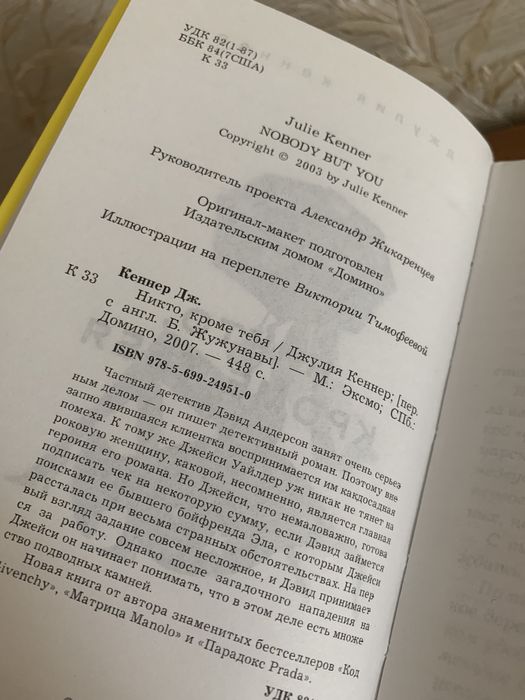 УДК 82(1-87)
ББК 84(7США)
К 33
Julie Kenner
NOBODY BUT YOU
Copyright © 2003 by Julie Kenner
Руководитель проекта Александр Жикаренцев
Оригинал-макет подготовлен
Издательским домом «Домино»
Иллюстрации на переплете Виктории Тимофеевой
Кеннер Дж.
К 33 Никто, кроме тебя / Джулия Кеннер; [пер.
с англ. Б. Жужунавы]. — М.: Эксмо; СПб.:
Домино, 2007. — 448 с.
ISBN 978-5-699-24951-0
Частный детектив Дэвид Андерсон занят очень серьез
ным делом — он пишет детективный роман. Поэтому вне
запно явившаяся клиентка воспринимается им как досадная
помеха. К тому же Джейси Уайлдер уж никак не тянет на
роковую женщину, каковой, несомненно, является главная
героиня его романа. Но Джейси, что немаловажно, готова
подписать чек на некоторую сумму, если Дэвид займется
поисками ее бывшего бойфренда Эла, с которым Джейси
рассталась при весьма странных обстоятельствах. На пер
вый взгляд задание совсем несложное, и Дэвид принимает
ся за работу. Однако после загадочного нападения на
Джейси он начинает понимать, что в этом деле есть множе
ство подводных камней.
Новая книга от автора знаменитых бестселлеров «Код
Givenchy», «Матрица Manolo» и «Парадокс Prada».
УДК 82